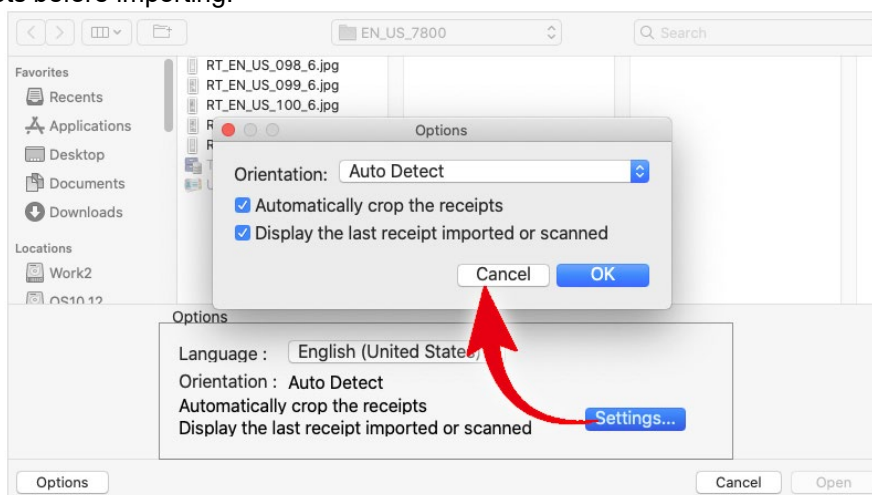 ts before importing.
EN_US_7800
Search
Favorites
Recents
Applications
Desktop
Documents
Downloads
Locations
Work2
OS10.12
RT_EN_US_098_6.jpg
RT_EN_US_099_6.jpg
RT_EN_US_100_6.jpg
Options
Orientation: Auto Detect
Automatically crop the receipts
Display the last receipt imported or scanned
Cancel OK
Options
Language : English (United States)
Orientation : Auto Detect
Automatically crop the receipts
Display the last receipt imported or scanned
Settings...
Options
Cancel Open